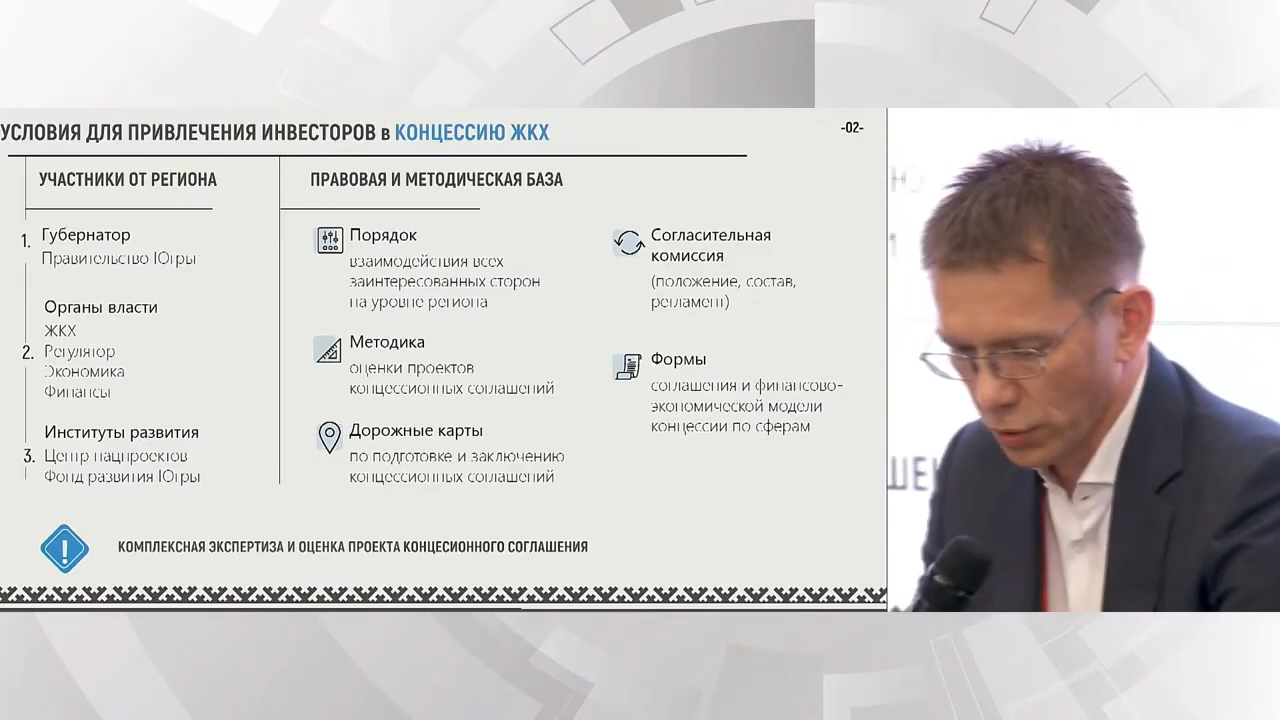 УСЛОВИЯ ДЛЯ ПРИВЛЕЧЕНИЯ ИНВЕСТОРОВ в КОНЦЕССИЮ ЖКХ
-02-
УЧАСТНИКИ ОТ РЕГИОНА
1. Губернатор
Правительство Югры
Органы власти
ЖКХ
2. Регулятор
Экономика
Финансы
Институты развития
3. Центр нацпроектов
Фонд развития Югры
ПРАВОВАЯ И МЕТОДИЧЕСКАЯ БАЗА
Порядок
взаимодействия всех
заинтересованных сторон
на уровне региона
Методика
оценки проектов
концессионных соглашений
Дорожные карты
по подготовке и заключению
концессионных соглашений
Согласительная
комиссия
(положение, состав,
регламент)
Формы
соглашения и финансово-
экономической модели
концессии по сферам
КОМПЛЕКСНАЯ ЭКСПЕРТИЗА И ОЦЕНКА ПРОЕКТА КОНЦЕСИОННОГО СОГЛАШЕНИЯ